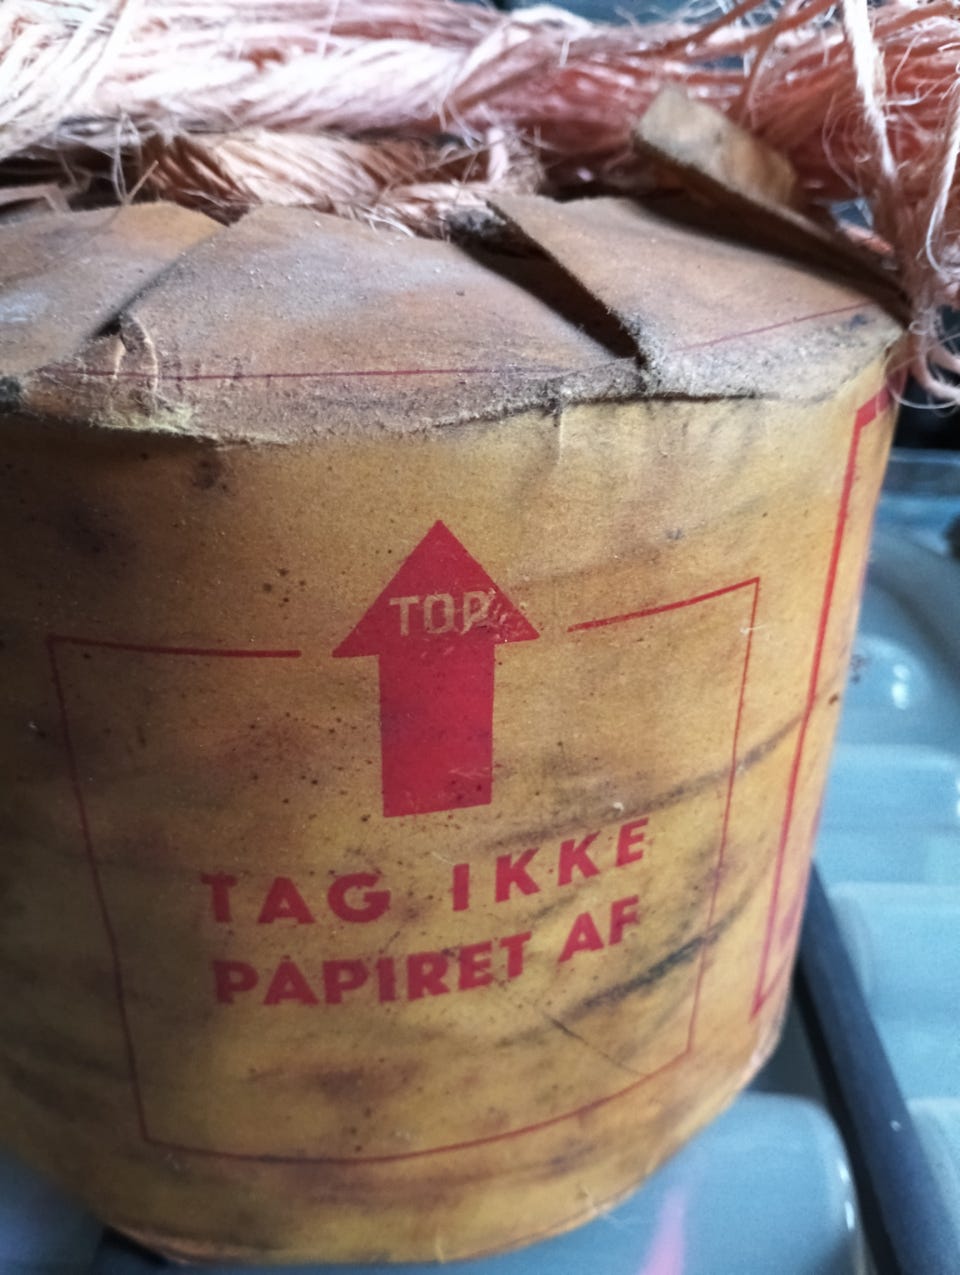 TOP
TAG IKKE
PAPIRET AF